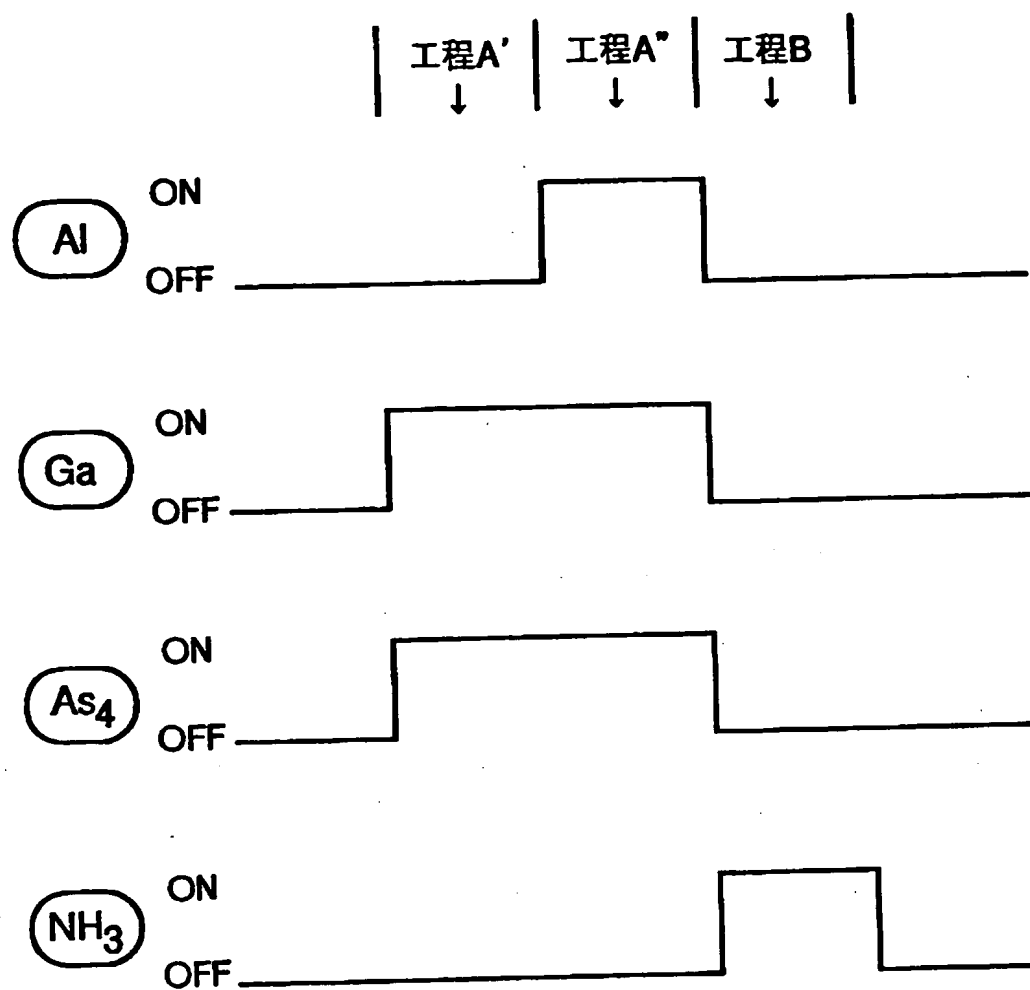 工程A' 工程A" 工程B
↓ ↓ ↓
ON
Al
OFF
ON
Ga
OFF
ON
As4
OFF
ON
NH3
OFF